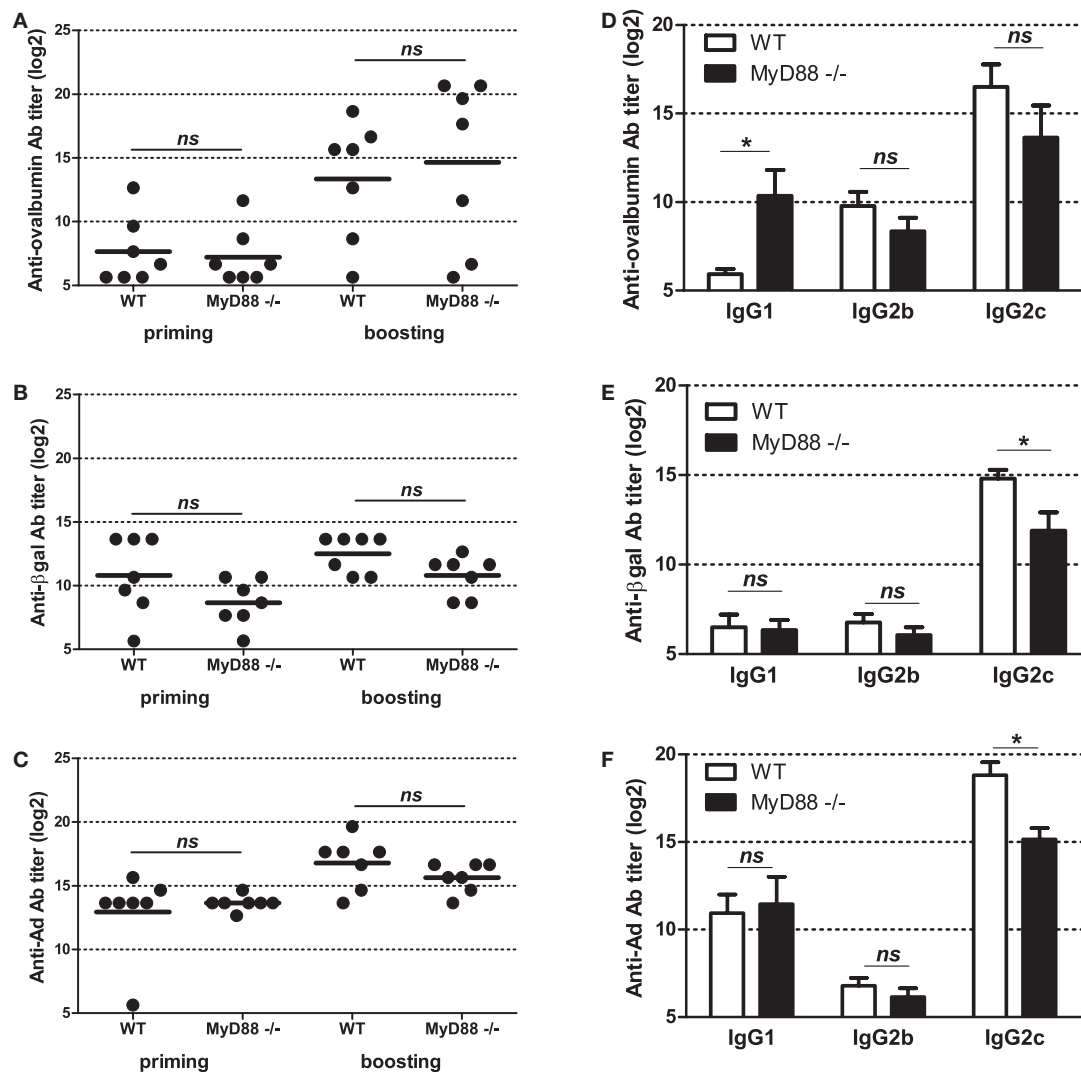 A
Anti-ovalbumin Ab titer (log2)
25
20
15
10
5
ns
ns
WT
MyD88 -/-
WT
MyD88 -/-
priming
boosting
B
Anti-β gal Ab titer (log2)
25
20
15
10
5
ns
ns
WT
MyD88 -/-
WT
MyD88 -/-
priming
boosting
C
Anti-Ad Ab titer (log2)
25
20
15
10
5
ns
ns
WT
MyD88 -/-
WT
MyD88 -/-
priming
boosting
D
Anti-ovalbumin Ab titer (log2)
20
15
10
5
WT
MyD88 -/-
*
ns
ns
IgG1
IgG2b
IgG2c
E
Anti-β gal Ab titer (log2)
20
15
10
5
WT
MyD88 -/-
ns
ns
*
IgG1
IgG2b
IgG2c
F
Anti-Ad Ab titer (log2)
20
15
10
5
WT
MyD88 -/-
ns
ns
*
IgG1
IgG2b
IgG2c